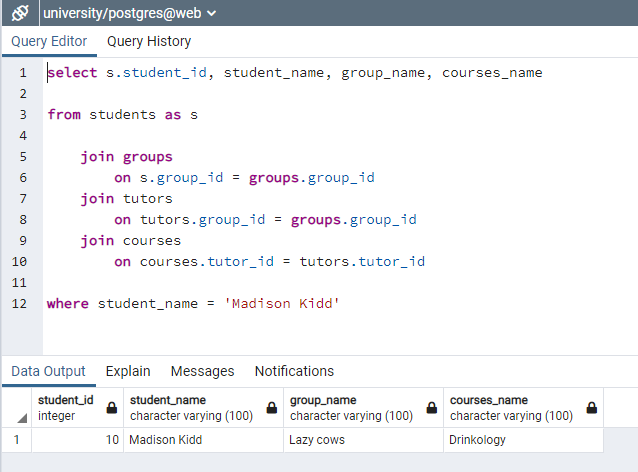 university/postgres@web
Query Editor Query History
1 select s.student_id, student_name, group_name, courses_name
2
3 from students as s
4
5 join groups
6 on s.group_id = groups.group_id
7 join tutors
8 on tutors.group_id = groups.group_id
9 join courses
10 on courses.tutor_id = tutors.tutor_id
11
12 where student_name = 'Madison Kidd'
Data Output Explain Messages Notifications
student_id student_name group_name courses_name
integer character varying (100) character varying (100) character varying (100)
1 10 Madison Kidd Lazy cows Drinkology